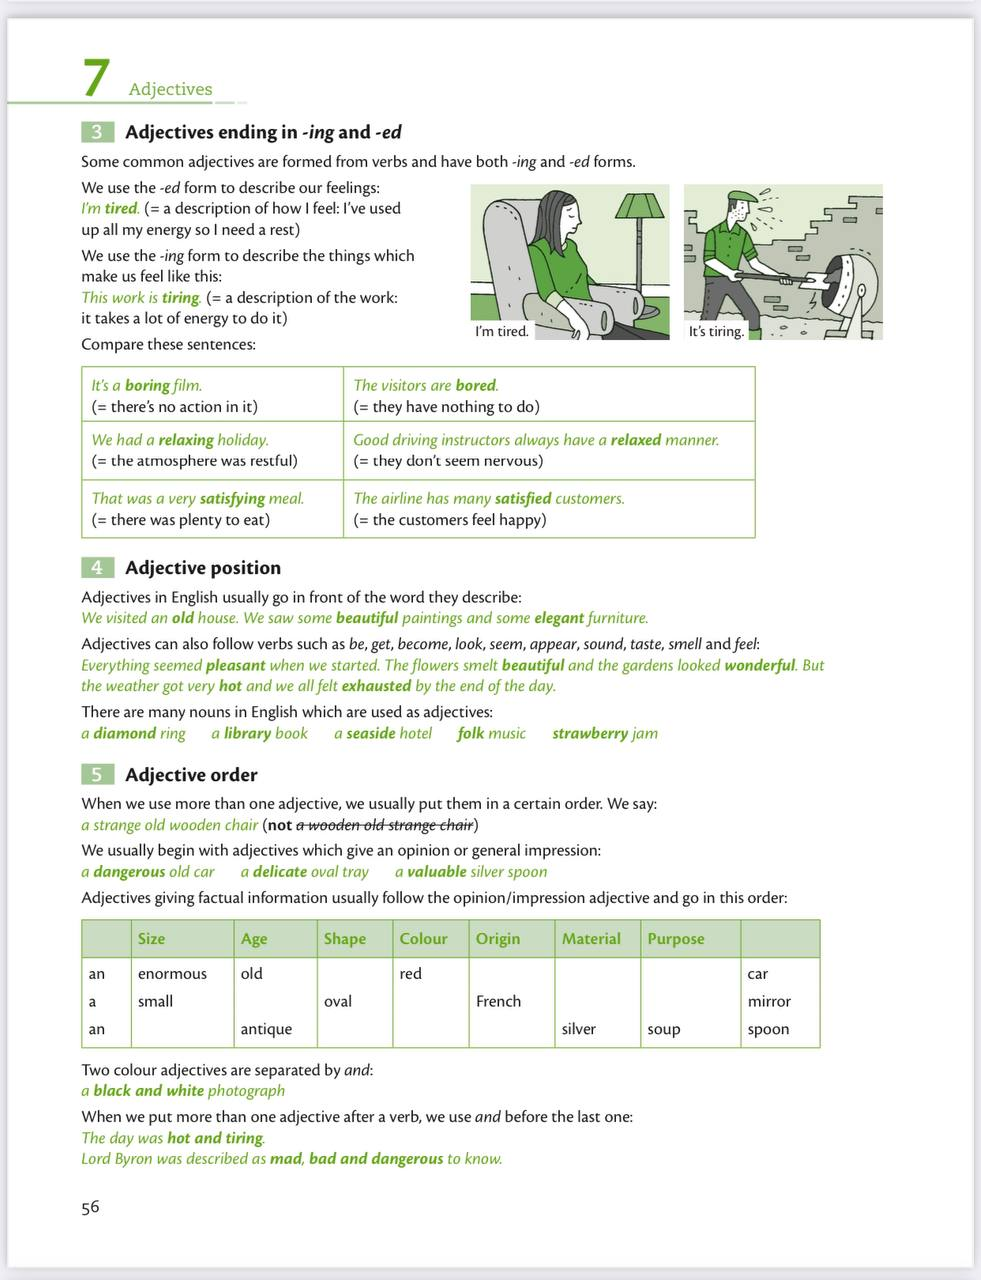 7 Adjectives
3 Adjectives ending in -ing and -ed
Some common adjectives are formed from verbs and have both -ing and -ed forms.
We use the -ed form to describe our feelings:
I'm tired. (= a description of how I feel: I've used
up all my energy so I need a rest)
We use the -ing form to describe the things which
make us feel like this:
This work is tiring. (= a description of the work:
it takes a lot of energy to do it)
I'm tired.
It's tiring.
Compare these sentences:
It's a boring film.
(= there's no action in it)
The visitors are bored.
(= they have nothing to do)
We had a relaxing holiday.
(= the atmosphere was restful)
Good driving instructors always have a relaxed manner.
(= they don't seem nervous)
That was a very satisfying meal.
(= there was plenty to eat)
The airline has many satisfied customers.
(= the customers feel happy)
4 Adjective position
Adjectives in English usually go in front of the word they describe:
We visited an old house. We saw some beautiful paintings and some elegant furniture.
Adjectives can also follow verbs such as be, get, become, look, seem, appear, sound, taste, smell and feel:
Everything seemed pleasant when we started. The flowers smelt beautiful and the gardens looked wonderful. But
the weather got very hot and we all felt exhausted by the end of the day.
There are many nouns in English which are used as adjectives:
a diamond ring a library book a seaside hotel folk music strawberry jam
5 Adjective order
When we use more than one adjective, we usually put them in a certain order. We say:
a strange old wooden chair (not a wooden old strange chair)
We usually begin with adjectives which give an opinion or general impression:
a dangerous old car a delicate oval tray a valuable silver spoon
Adjectives giving factual information usually follow the opinion/impression adjective and go in this order:
Size Age Shape Colour Origin Material Purpose
an enormous old red car
a small oval French mirror
an antique silver soup spoon
Two colour adjectives are separated by and:
a black and white photograph
When we put more than one adjective after a verb, we use and before the last one:
The day was hot and tiring.
Lord Byron was described as mad, bad and dangerous to know.
56